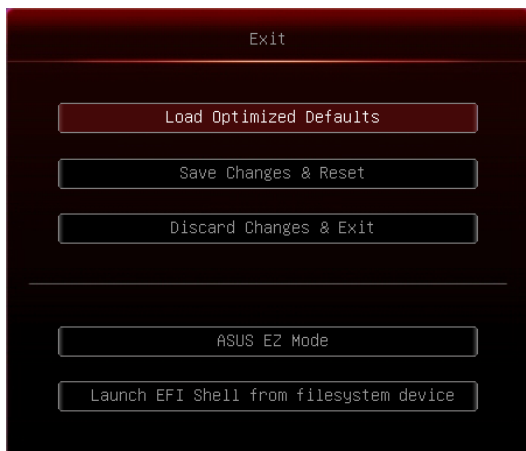 Exit
Load Optimized Defaults
Save Changes & Reset
Discard Changes & Exit
ASUS EZ Mode
Launch EFI Shell from filesystem device